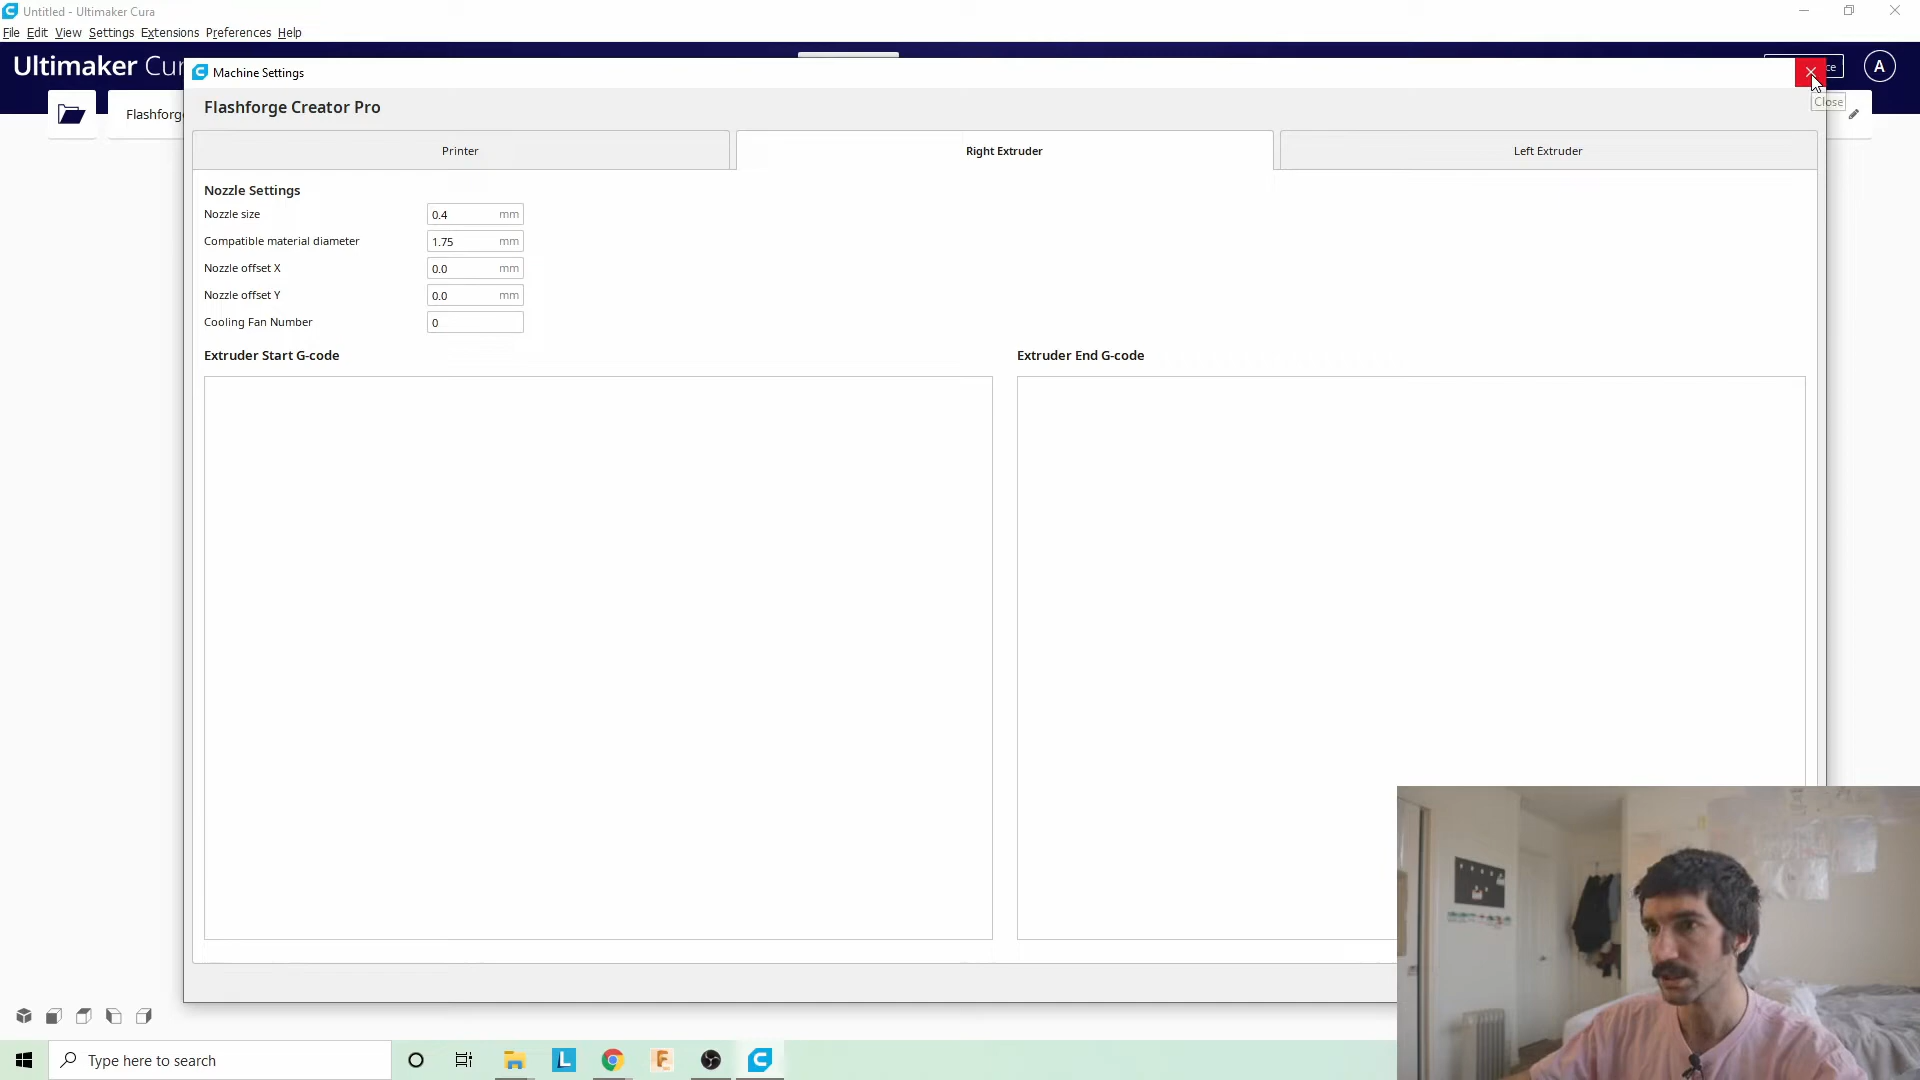 Untitled - Ultimaker Cura
File Edit View Settings Extensions Preferences Help
Ultimaker Cur
Machine Settings
ce
A
Close
Flashforg
Flashforge Creator Pro
Printer
Right Extruder
Left Extruder
Nozzle Settings
Nozzle size 0.4 mm
Compatible material diameter 1.75 mm
Nozzle offset X 0.0 mm
Nozzle offset Y 0.0 mm
Cooling Fan Number 0
Extruder Start G-code
Extruder End G-code
Type here to search
L
F